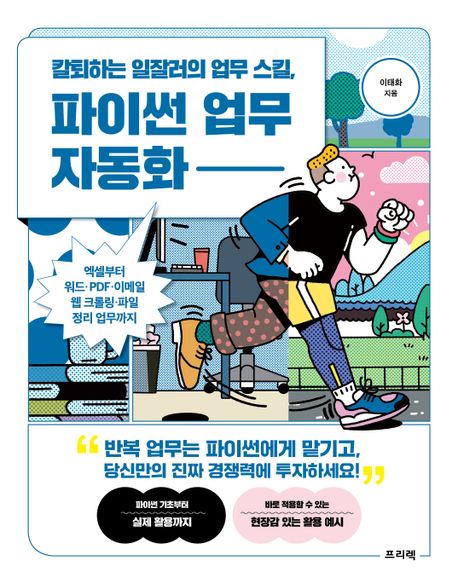 칼퇴하는 일잘러의 업무 스킬,
이태화
지음
파이썬 업무
자동화
엑셀부터
워드·PDF·이메일
웹 크롤링·파일
정리 업무까지
“반복 업무는 파이썬에게 맡기고,
당신만의 진짜 경쟁력에 투자하세요!”
파이썬 기초부터
실제 활용까지
바로 적용할 수 있는
현장감 있는 활용 예시
프리렉